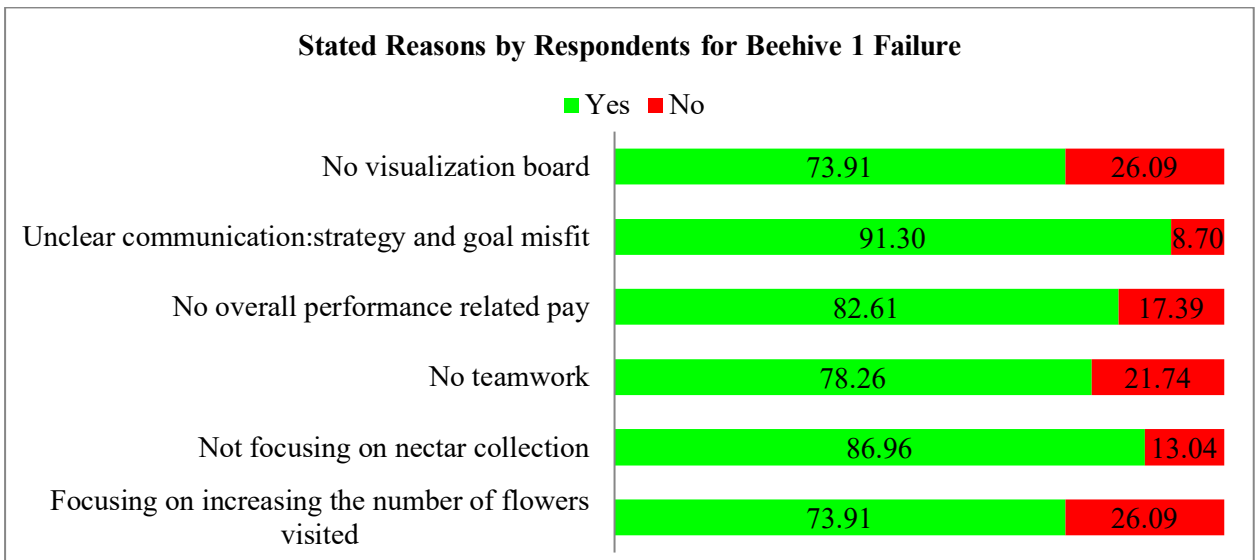 Stated Reasons by Respondents for Beehive 1 Failure
Yes No
No visualization board 73.91 26.09
Unclear communication:strategy and goal misfit 91.30 8.70
No overall performance related pay 82.61 17.39
No teamwork 78.26 21.74
Not focusing on nectar collection 86.96 13.04
Focusing on increasing the number of flowers
visited 73.91 26.09